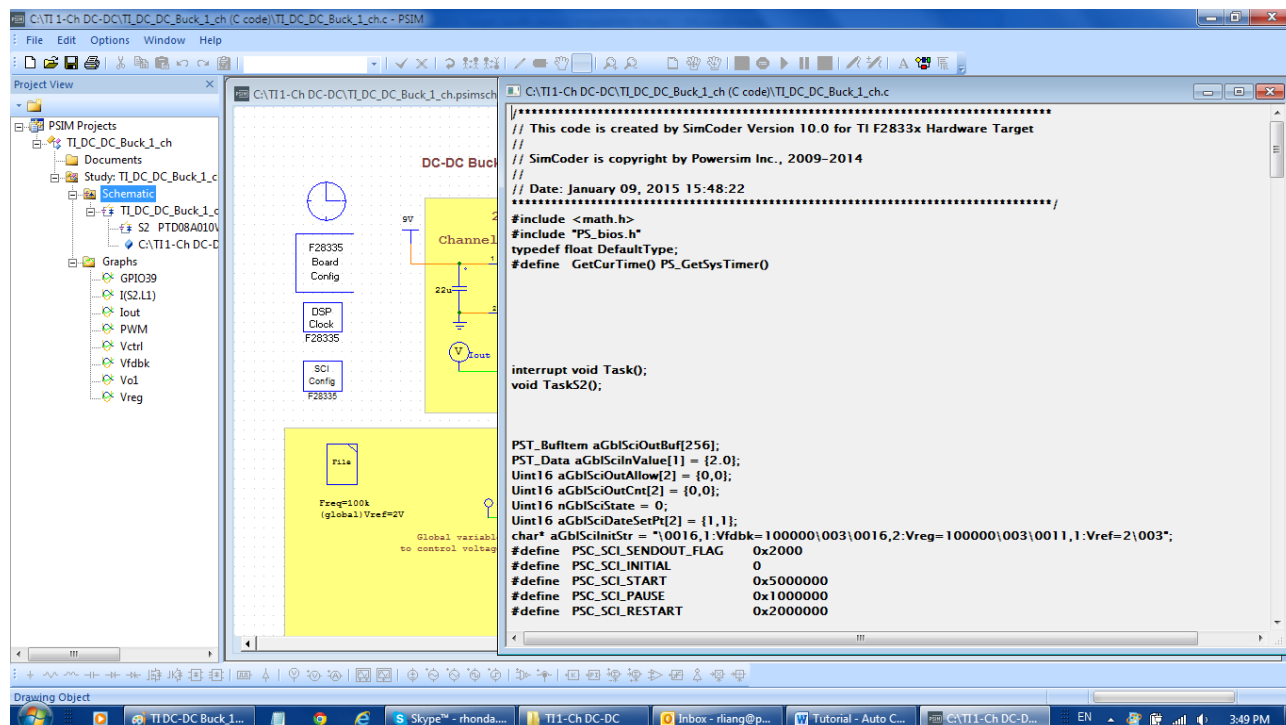 C:\TI 1-Ch DC-DC\TI_DC_DC_Buck_1_ch (C code)\TI_DC_DC_Buck_1_ch.c - PSIM
File Edit Options Window Help
Project View
PSIM Projects
TI_DC_DC_Buck_1_ch
Documents
Study: TI_DC_DC_Buck_1_c
Schematic
TI_DC_DC_Buck_1_c
S2 PTD08A010V
C:\TI1-Ch DC-D
Graphs
GPIO39
I(S2.L1)
Iout
PWM
Vctrl
Vfdbk
Vo1
Vreg
C:\TI1-Ch DC-DC\TI_DC_DC_Buck_1_ch.psimsch
DC-DC Buck
9V
2
Channel
1
22u
2
V
Iout
F28335
Board
Config
DSP
Clock
F28335
SCI
Config
F28335
File
Freq=100k
(global)Vref=2V
Global variabl
to control voltag
C:\TI1-Ch DC-DC\TI_DC_DC_Buck_1_ch (C code)\TI_DC_DC_Buck_1_ch.c
/**********************************************************************************
// This code is created by SimCoder Version 10.0 for TI F2833x Hardware Target
//
// SimCoder is copyright by Powersim Inc., 2009-2014
//
// Date: January 09, 2015 15:48:22
**********************************************************************************/
#include <math.h>
#include "PS_bios.h"
typedef float DefaultType;
#define GetCurTime() PS_GetSysTimer()
interrupt void Task();
void TaskS2();
PST_BufItem aGblSciOutBuf[256];
PST_Data aGblSciInValue[1] = {2.0};
Uint16 aGblSciOutAllow[2] = {0,0};
Uint16 aGblSciOutCnt[2] = {0,0};
Uint16 nGblSciState = 0;
Uint16 aGblSciDateSetPt[2] = {1,1};
char* aGblSciInitStr = "\0016,1:Vfdbk=100000\003\0016,2:Vreg=100000\003\0011,1:Vref=2\003";
#define PSC_SCI_SENDOUT_FLAG 0x2000
#define PSC_SCI_INITIAL 0
#define PSC_SCI_START 0x5000000
#define PSC_SCI_PAUSE 0x1000000
#define PSC_SCI_RESTART 0x2000000
Drawing Object
TI DC-DC Buck 1...
Skype™ - rhonda....
TI1-Ch DC-DC
Inbox - rliang@p...
Tutorial - Auto C...
C:\TI1-Ch DC-D...
EN
3:49 PM